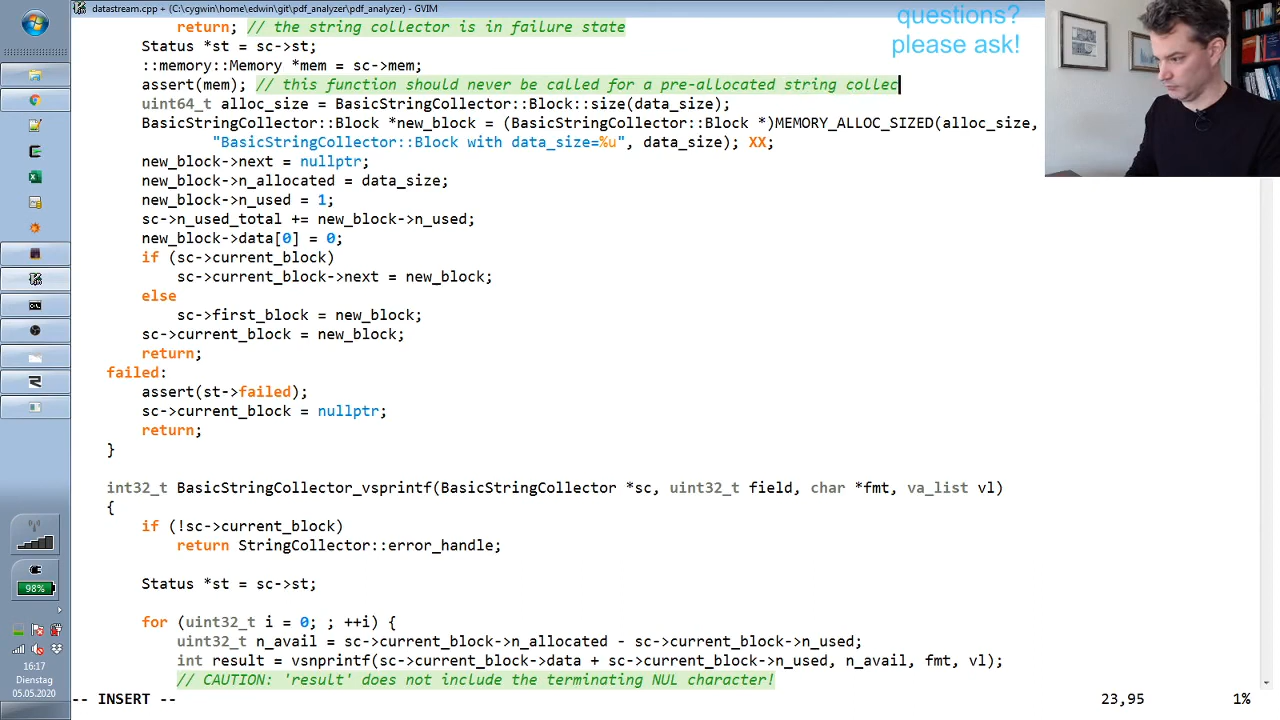 datastream.cpp + (C:\cygwin\home\edwin\git\pdf_analyzer\pdf_analyzer) - GVIM
questions?
please ask!
return; // the string collector is in failure state
Status *st = sc->st;
::memory::Memory *mem = sc->mem;
assert(mem); // this function should never be called for a pre-allocated string collec
uint64_t alloc_size = BasicStringCollector::Block::size(data_size);
BasicStringCollector::Block *new_block = (BasicStringCollector::Block *)MEMORY_ALLOC_SIZED(alloc_size,
"BasicStringCollector::Block with data_size=%u", data_size); XX;
new_block->next = nullptr;
new_block->n_allocated = data_size;
new_block->n_used = 1;
sc->n_used_total += new_block->n_used;
new_block->data[0] = 0;
if (sc->current_block)
sc->current_block->next = new_block;
else
sc->first_block = new_block;
sc->current_block = new_block;
return;
failed:
assert(st->failed);
sc->current_block = nullptr;
return;
}
int32_t BasicStringCollector_vsprintf(BasicStringCollector *sc, uint32_t field, char *fmt, va_list vl)
{
if (!sc->current_block)
return StringCollector::error_handle;
Status *st = sc->st;
for (uint32_t i = 0; ; ++i) {
uint32_t n_avail = sc->current_block->n_allocated - sc->current_block->n_used;
int result = vsnprintf(sc->current_block->data + sc->current_block->n_used, n_avail, fmt, vl);
// CAUTION: 'result' does not include the terminating NUL character!
-- INSERT --
23,95
1%
98%
16:17
Dienstag
05.05.2020